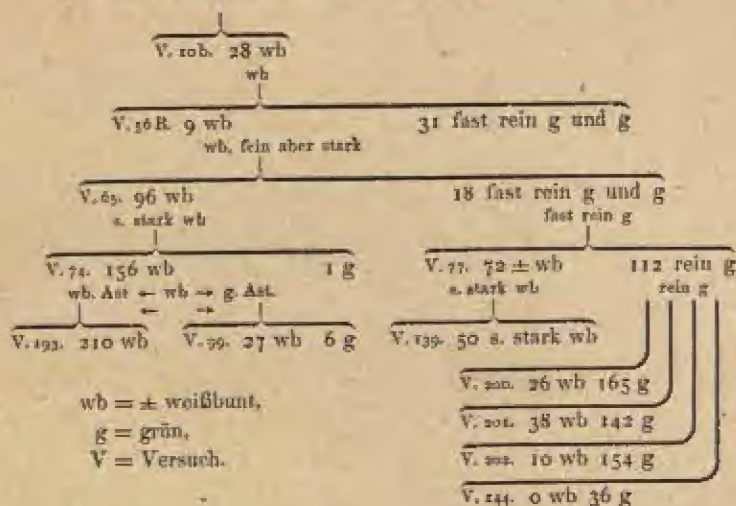 V. 10b. 28 wb
wb
V. 56 R. 9 wb 31 fast rein g und g
wb. fein aber stark
V. 65. 96 wb 18 fast rein g und g
s. stark wb fast rein g
V. 74. 156 wb 1 g V. 77. 72 ± wb 112 rein g
wb. Ast ← wb → g. Ast. s. stark wb rein g
← →
V. 193. 210 wb V. 99. 27 wb 6 g V. 139. 50 s. stark wb
V. 200. 26 wb 165 g
wb = ± weißbunt,
V. 201. 38 wb 142 g
g = grün,
V. 202. 10 wb 154 g
V = Versuch.
V. 144. 0 wb 36 g